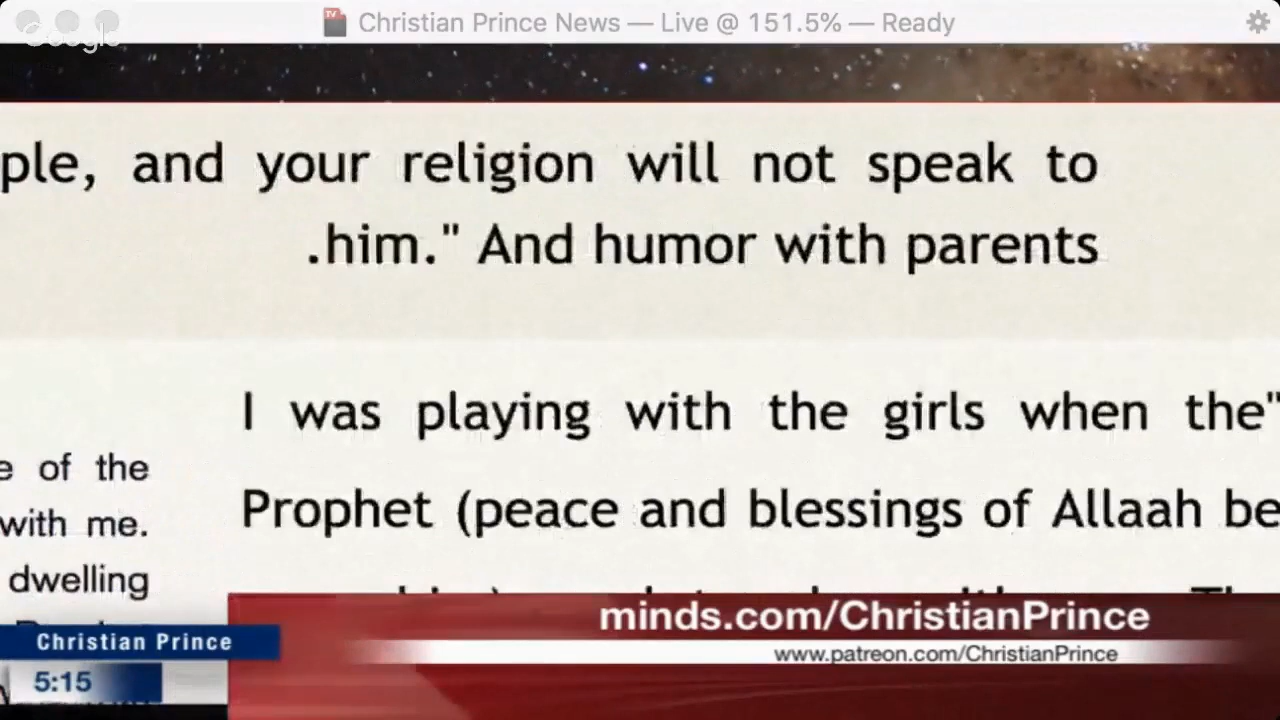 Christian Prince News — Live @ 151.5% — Ready
Google
ple, and your religion will not speak to
.him." And humor with parents
I was playing with the girls when the"
Prophet (peace and blessings of Allaah be
e of the
with me.
dwelling
minds.com/ChristianPrince
www.patreon.com/ChristianPrince
Christian Prince
5:15